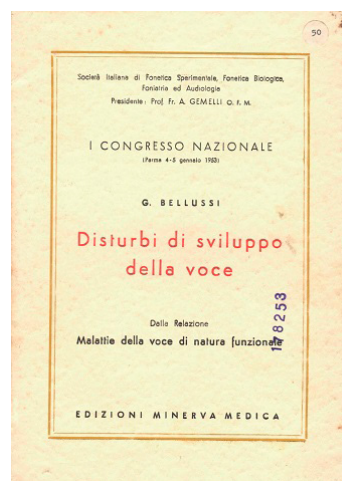 50
Società Italiana di Fonetica Sperimentale, Fonetica Biologica,
Foniatria ed Audiologia
Presidente: Prof. Fr. A. GEMELLI O. F. M.
I CONGRESSO NAZIONALE
(Parma 4-5 gennaio 1953)
G. BELLUSSI
Disturbi di sviluppo
della voce
Dalla Relazione
Malattie della voce di natura funzionale
178253
EDIZIONI MINERVA MEDICA